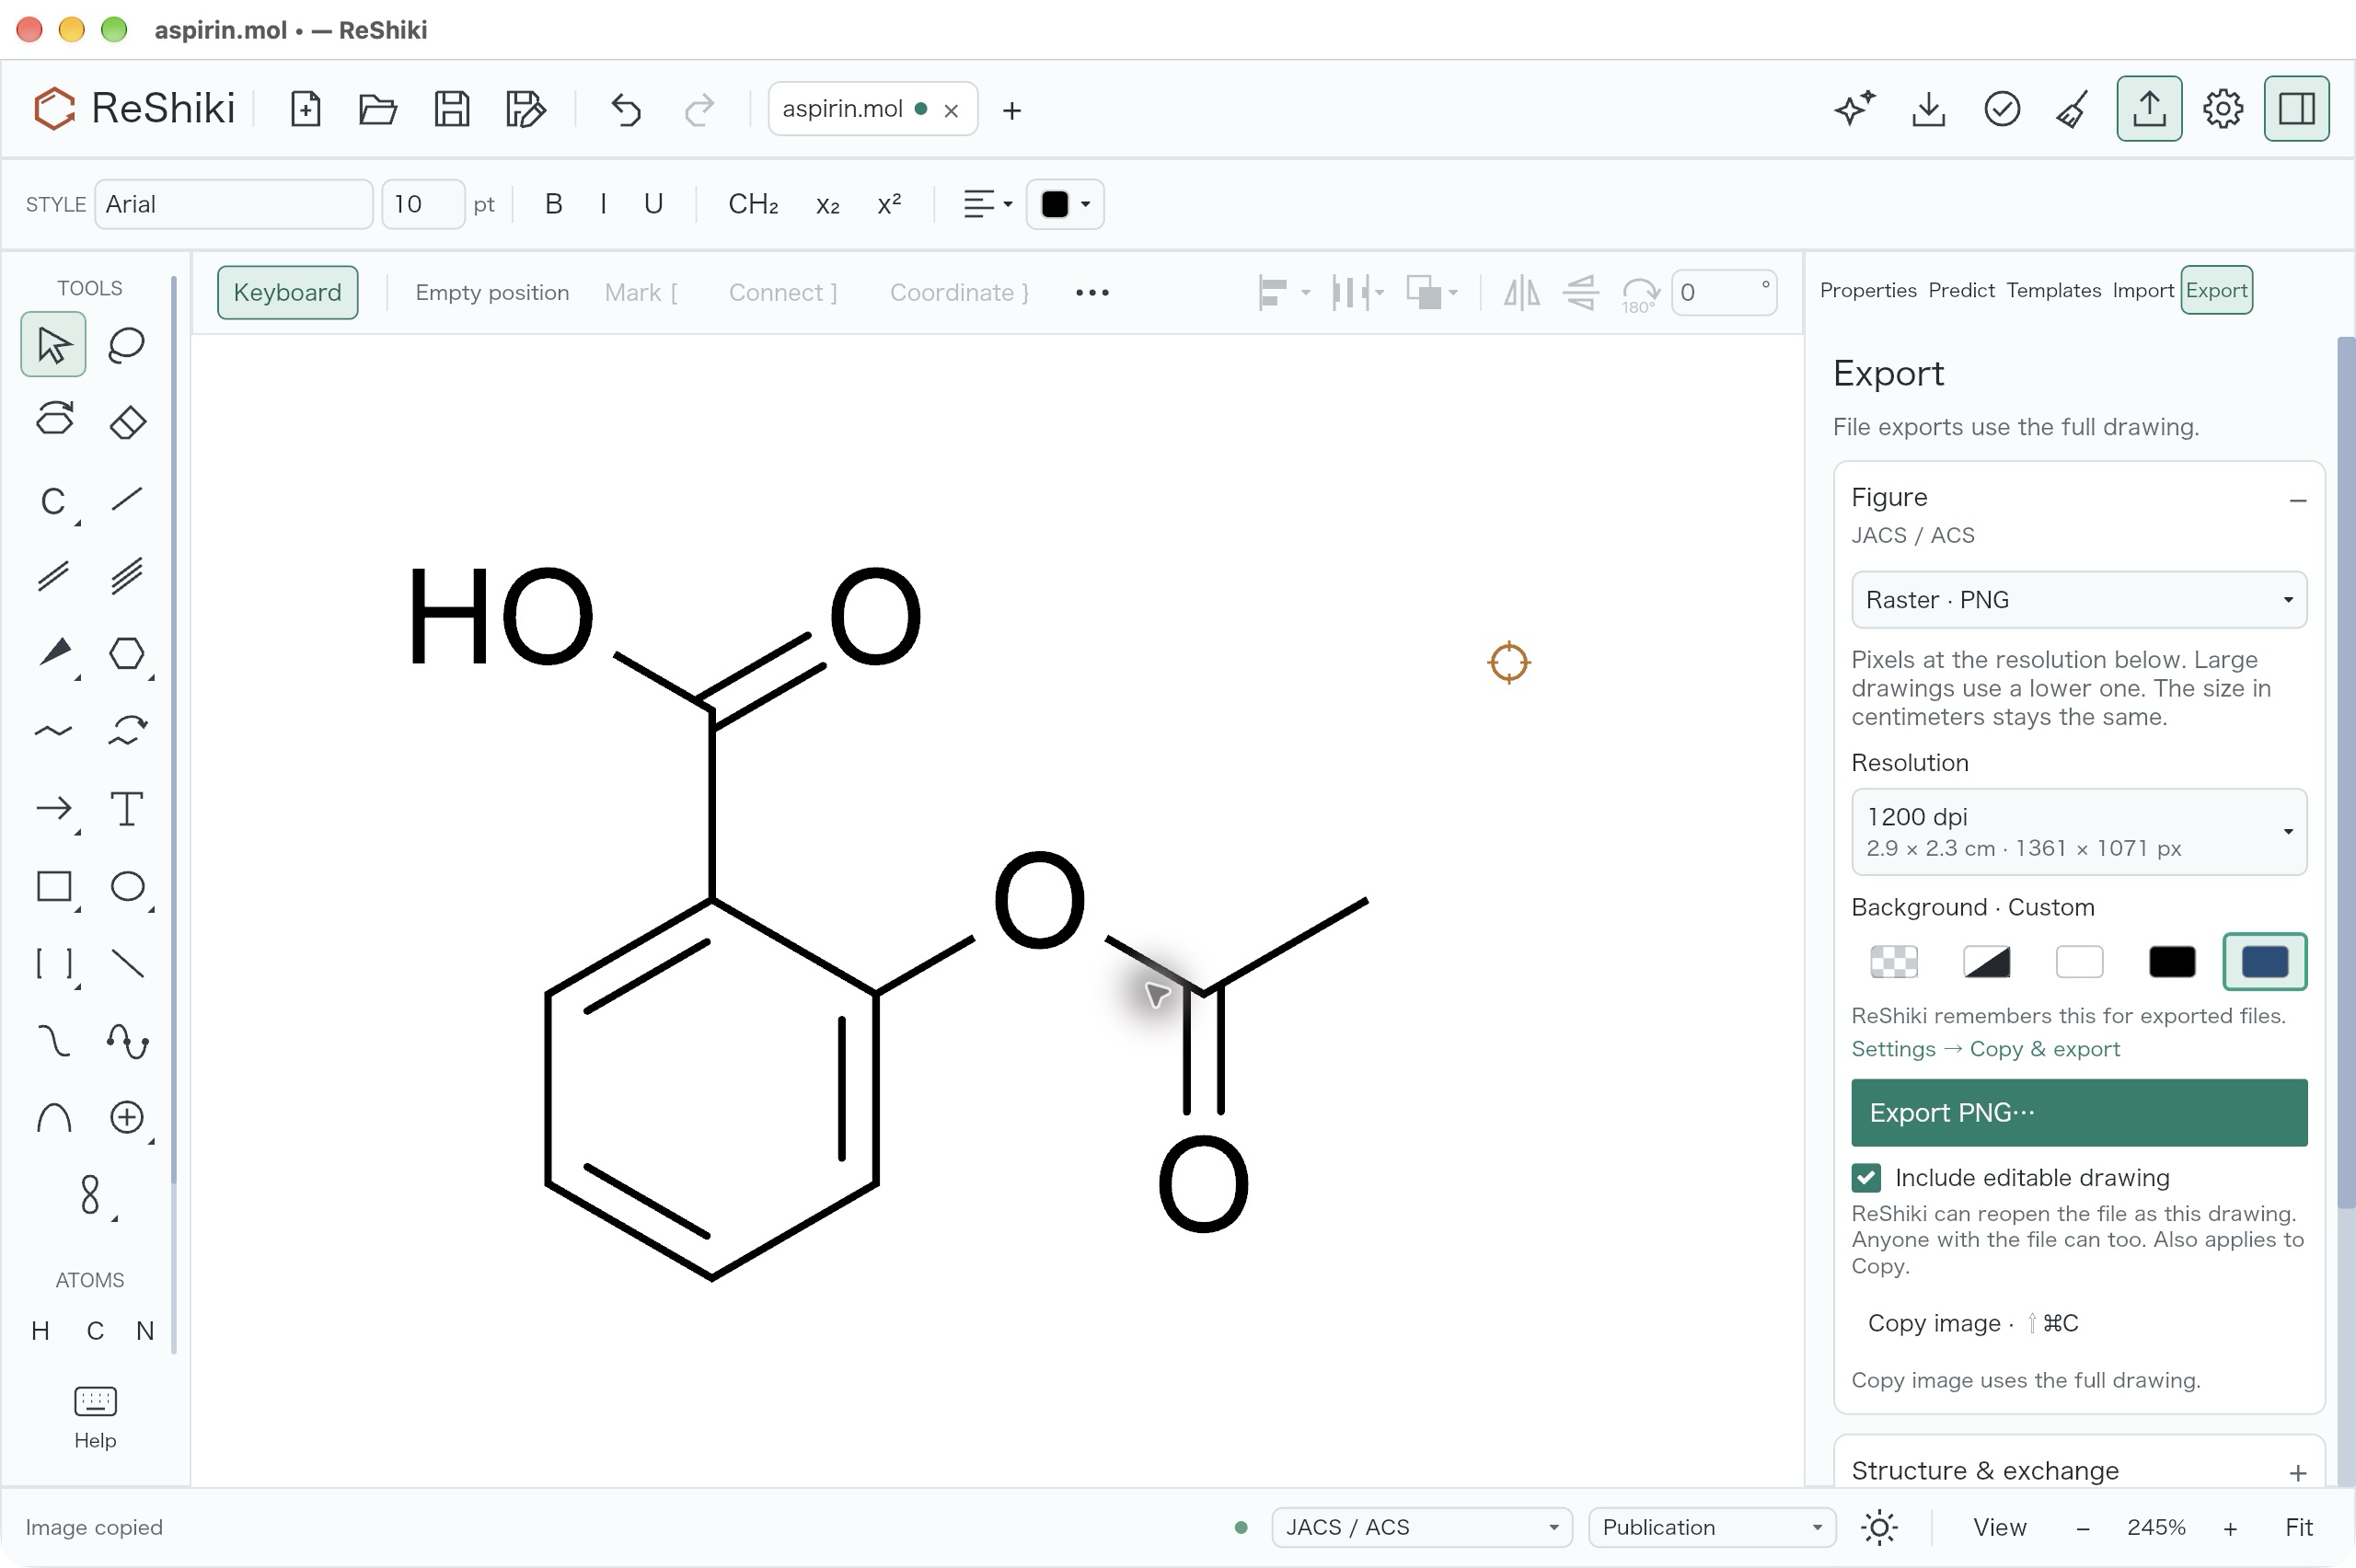 aspirin.mol • — ReShiki
ReShiki
aspirin.mol
STYLE Arial 10 pt B I U CH₂ x₂ x²
TOOLS
C
T
ATOMS
H C N
Help
Keyboard Empty position Mark [ Connect ] Coordinate } ••• 180° 0 °
HO O
O
O
Properties Predict Templates Import Export
Export
File exports use the full drawing.
Figure
JACS / ACS
Raster · PNG
Pixels at the resolution below. Large
drawings use a lower one. The size in
centimeters stays the same.
Resolution
1200 dpi
2.9 × 2.3 cm · 1361 × 1071 px
Background · Custom
ReShiki remembers this for exported files.
Settings → Copy & export
Export PNG···
Include editable drawing
ReShiki can reopen the file as this drawing.
Anyone with the file can too. Also applies to
Copy.
Copy image · ⇧⌘C
Copy image uses the full drawing.
Structure & exchange
Image copied
JACS / ACS Publication View − 245% + Fit